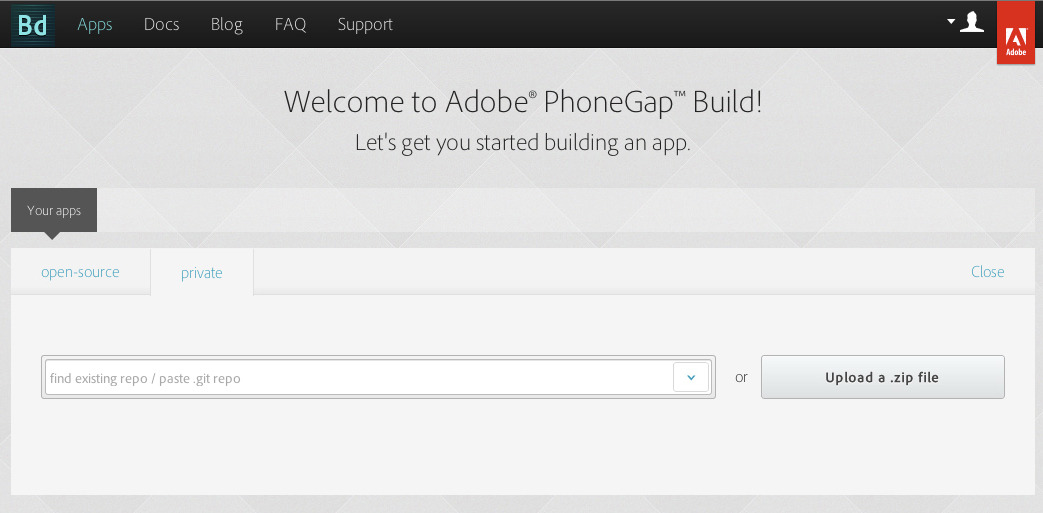 Bd Apps Docs Blog FAQ Support
Adobe
Welcome to Adobe® PhoneGap™ Build!
Let's get you started building an app.
Your apps
open-source private Close
find existing repo / paste .git repo or Upload a .zip file